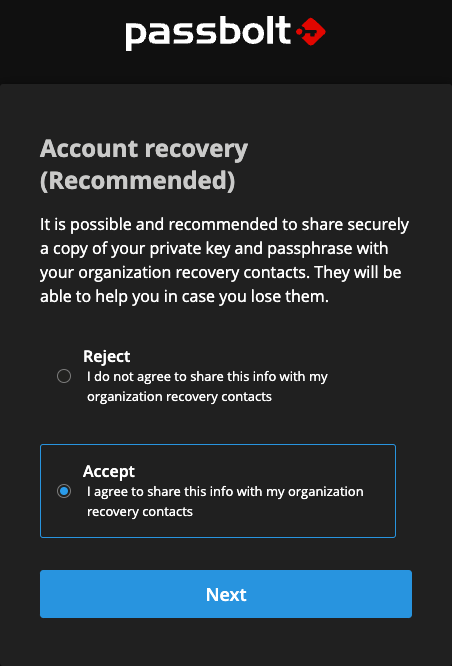 passbolt
Account recovery
(Recommended)
It is possible and recommended to share securely
a copy of your private key and passphrase with
your organization recovery contacts. They will be
able to help you in case you lose them.
Reject
I do not agree to share this info with my
organization recovery contacts
Accept
I agree to share this info with my organization
recovery contacts
Next